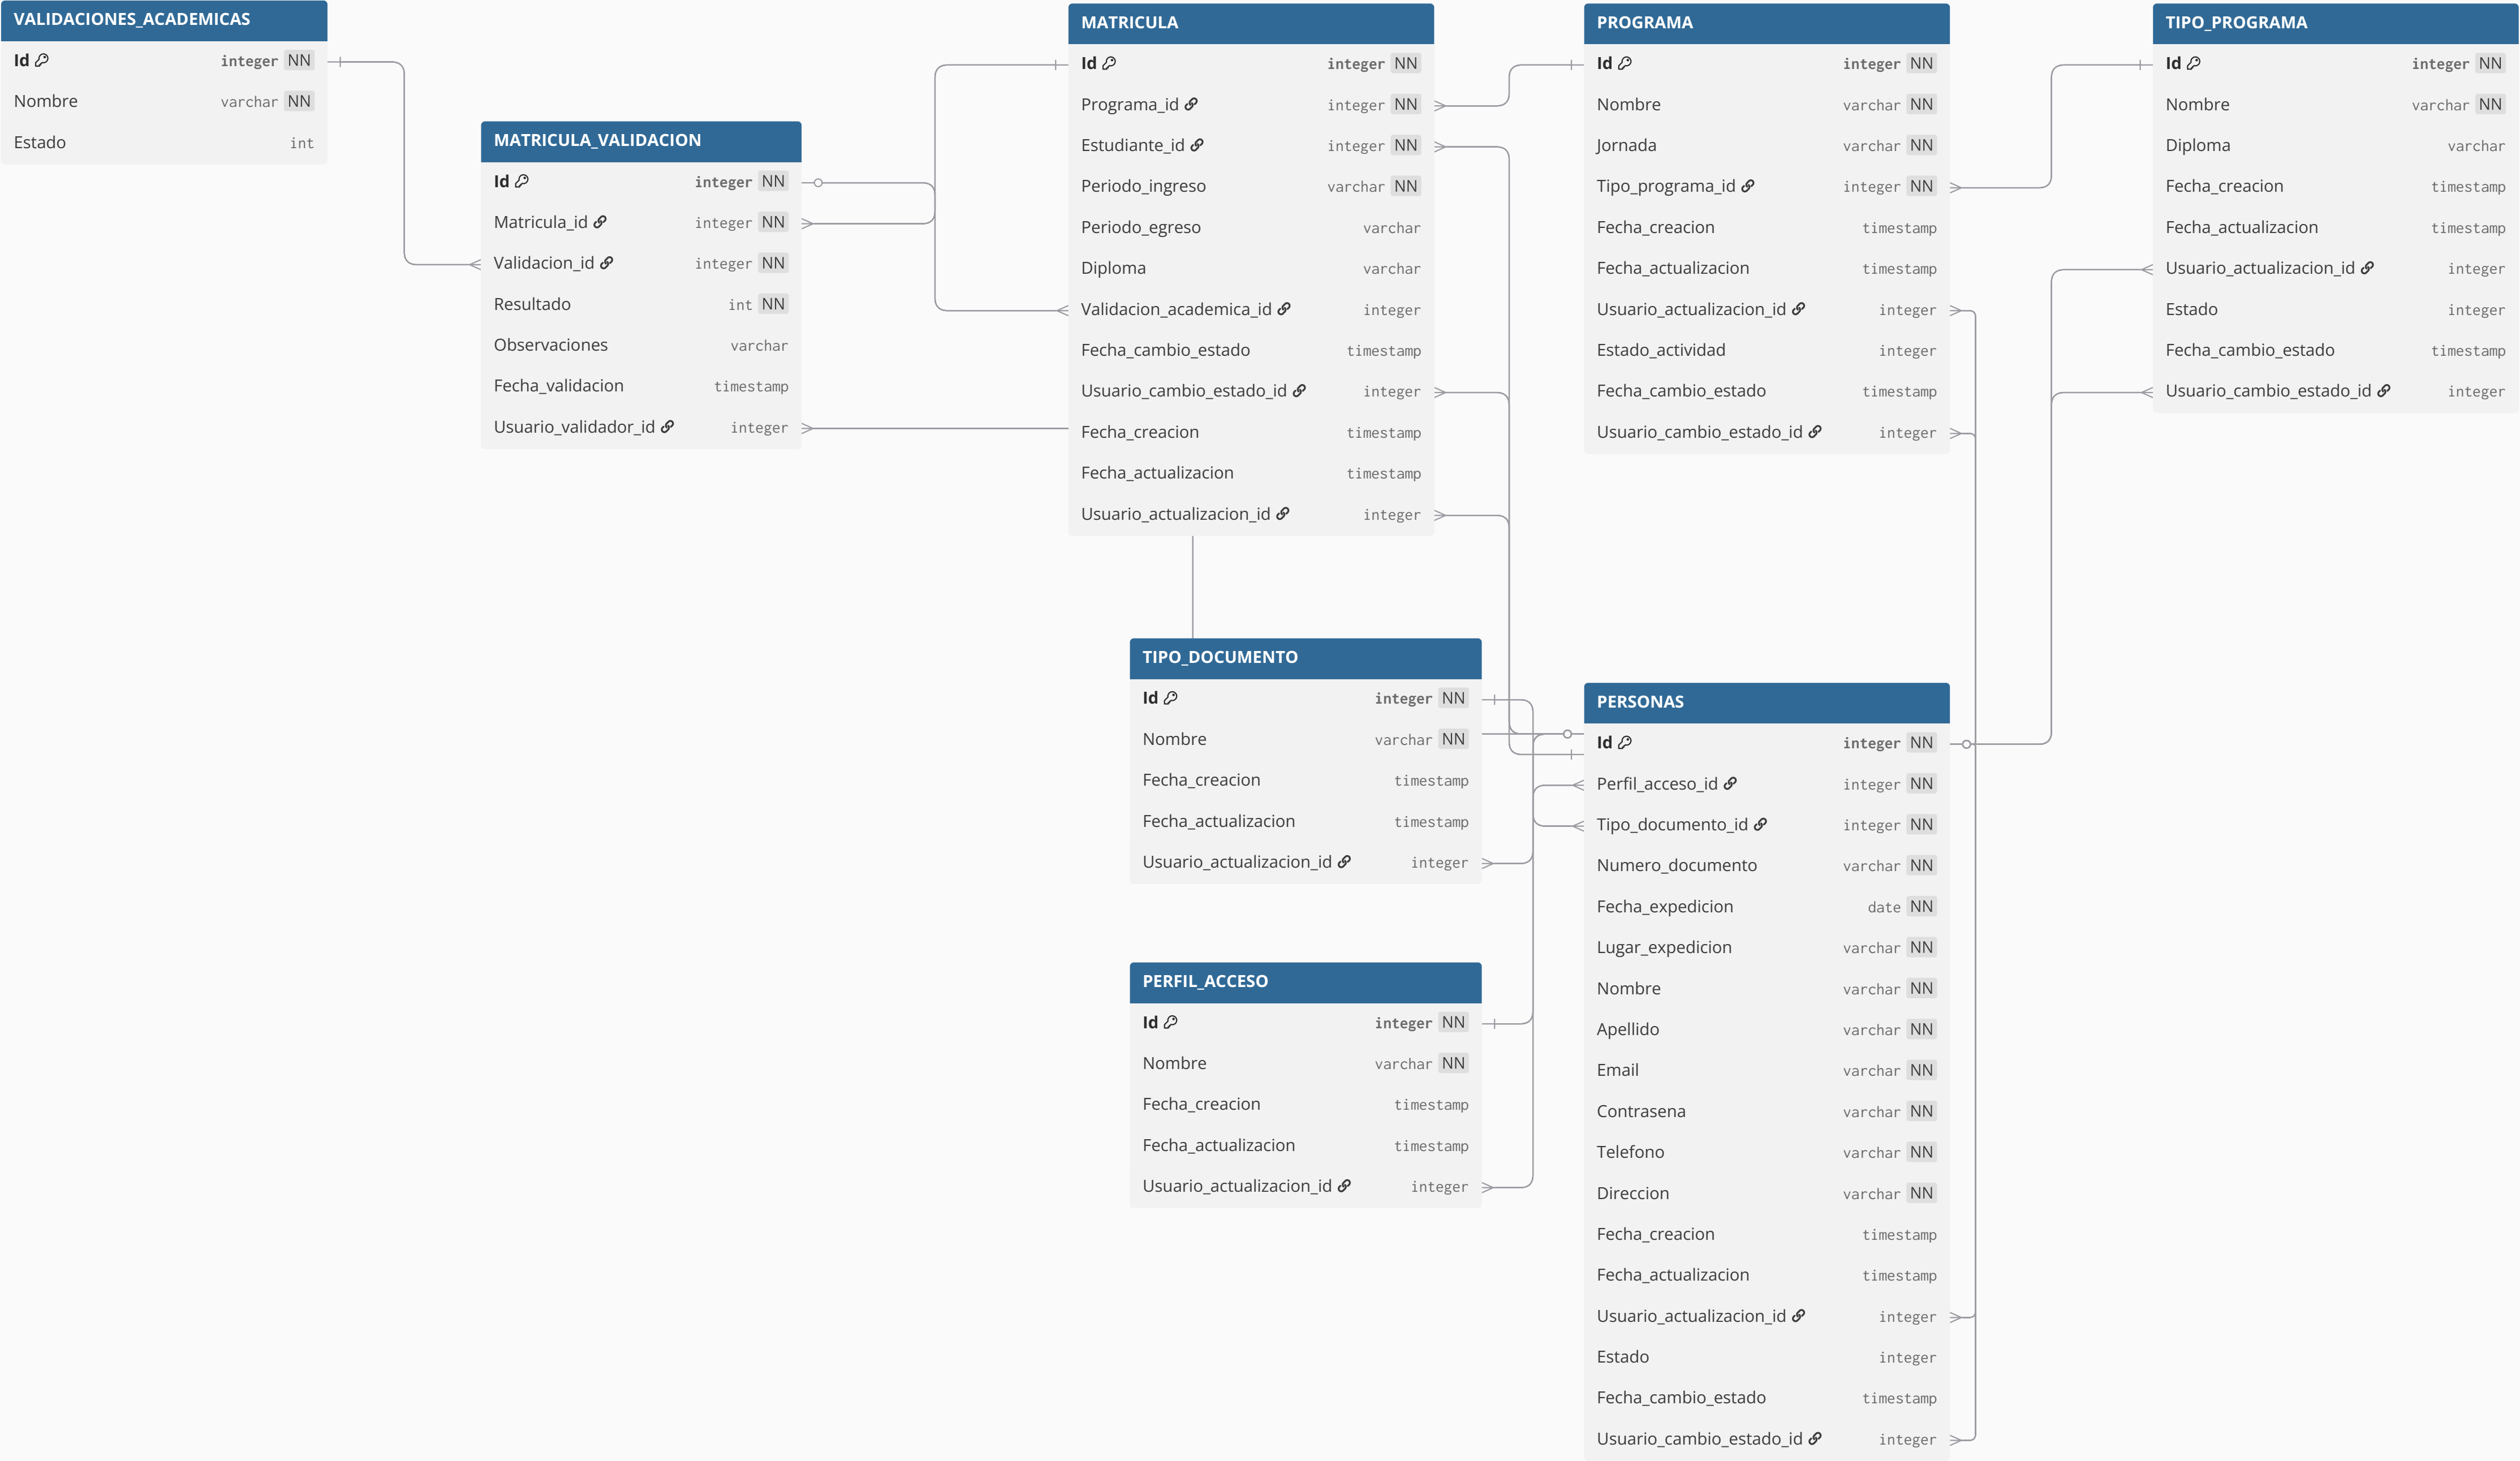 VALIDACIONES_ACADEMICAS
Id integer NN
Nombre varchar NN
Estado int
MATRICULA_VALIDACION
Id integer NN
Matricula_id integer NN
Validacion_id integer NN
Resultado int NN
Observaciones varchar
Fecha_validacion timestamp
Usuario_validador_id integer
MATRICULA
Id integer NN
Programa_id integer NN
Estudiante_id integer NN
Periodo_ingreso varchar NN
Periodo_egreso varchar
Diploma varchar
Validacion_academica_id integer
Fecha_cambio_estado timestamp
Usuario_cambio_estado_id integer
Fecha_creacion timestamp
Fecha_actualizacion timestamp
Usuario_actualizacion_id integer
PROGRAMA
Id integer NN
Nombre varchar NN
Jornada varchar NN
Tipo_programa_id integer NN
Fecha_creacion timestamp
Fecha_actualizacion timestamp
Usuario_actualizacion_id integer
Estado_actividad integer
Fecha_cambio_estado timestamp
Usuario_cambio_estado_id integer
TIPO_PROGRAMA
Id integer NN
Nombre varchar NN
Diploma varchar
Fecha_creacion timestamp
Fecha_actualizacion timestamp
Usuario_actualizacion_id integer
Estado integer
Fecha_cambio_estado timestamp
Usuario_cambio_estado_id integer
TIPO_DOCUMENTO
Id integer NN
Nombre varchar NN
Fecha_creacion timestamp
Fecha_actualizacion timestamp
Usuario_actualizacion_id integer
PERFIL_ACCESO
Id integer NN
Nombre varchar NN
Fecha_creacion timestamp
Fecha_actualizacion timestamp
Usuario_actualizacion_id integer
PERSONAS
Id integer NN
Perfil_acceso_id integer NN
Tipo_documento_id integer NN
Numero_documento varchar NN
Fecha_expedicion date NN
Lugar_expedicion varchar NN
Nombre varchar NN
Apellido varchar NN
Email varchar NN
Contrasena varchar NN
Telefono varchar NN
Direccion varchar NN
Fecha_creacion timestamp
Fecha_actualizacion timestamp
Usuario_actualizacion_id integer
Estado integer
Fecha_cambio_estado timestamp
Usuario_cambio_estado_id integer